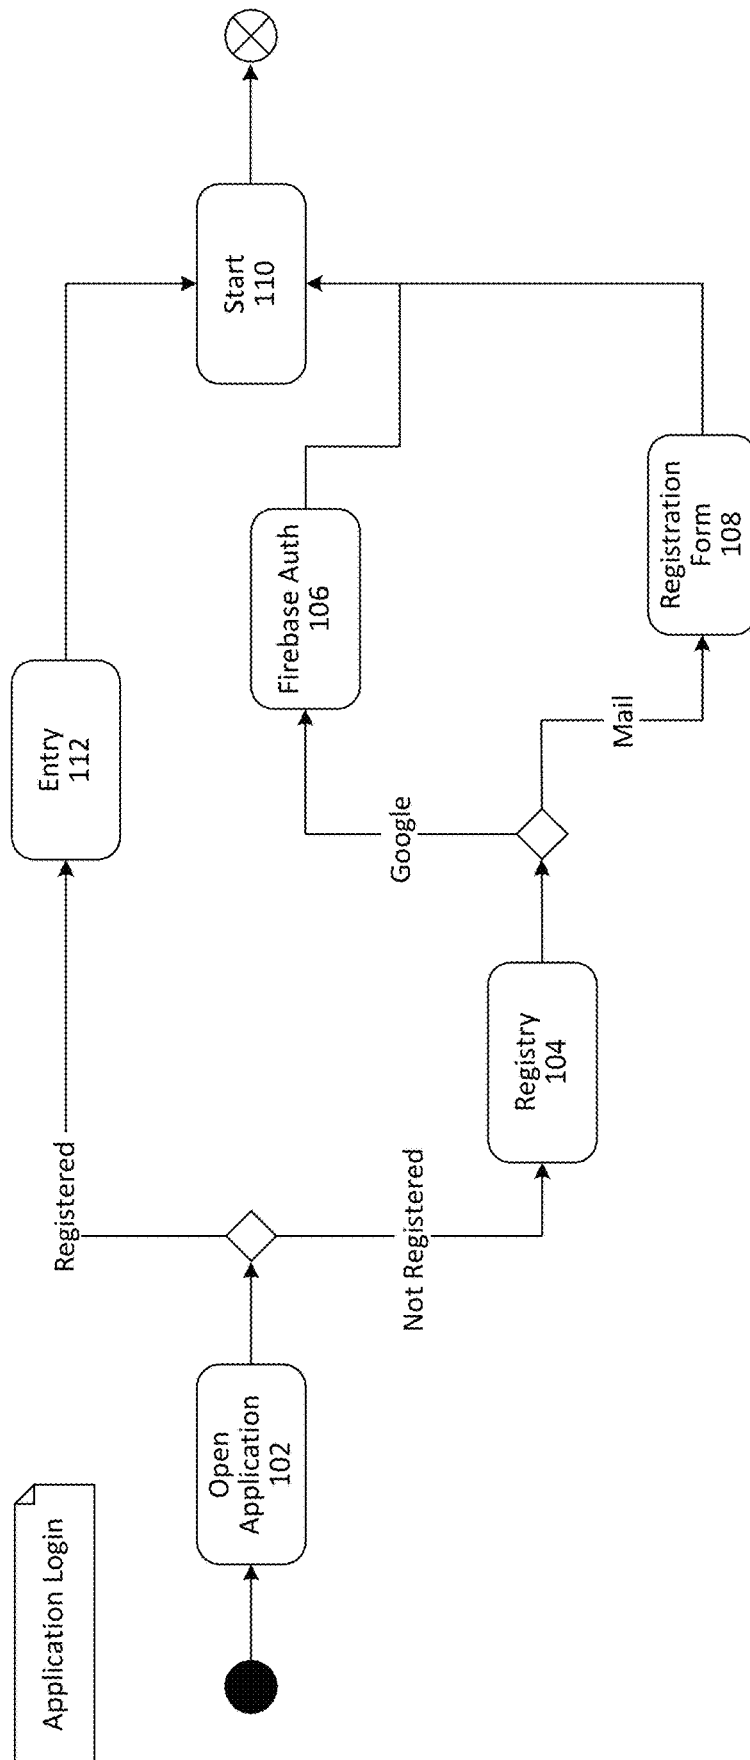 Application Login
Open
Application
102
Registered
Not Registered
Entry
112
Registry
104
Google
Mail
Firebase Auth
106
Registration
Form
108
Start
110